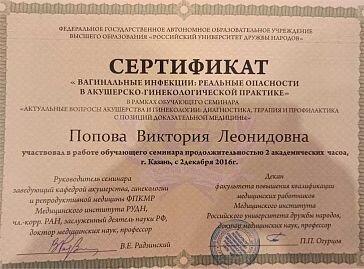 ФЕДЕРАЛЬНОЕ ГОСУДАРСТВЕННОЕ АВТОНОМНОЕ ОБРАЗОВАТЕЛЬНОЕ УЧРЕЖДЕНИЕ
ВЫСШЕГО ОБРАЗОВАНИЯ «РОССИЙСКИЙ УНИВЕРСИТЕТ ДРУЖБЫ НАРОДОВ»
СЕРТИФИКАТ
« ВАГИНАЛЬНЫЕ ИНФЕКЦИИ: РЕАЛЬНЫЕ ОПАСНОСТИ
В АКУШЕРСКО-ГИНЕКОЛОГИЧЕСКОЙ ПРАКТИКЕ»
В РАМКАХ ОБУЧАЮЩЕГО СЕМИНАРА
«АКТУАЛЬНЫЕ ВОПРОСЫ АКУШЕРСТВА И ГИНЕКОЛОГИИ: ДИАГНОСТИКА, ТЕРАПИЯ И ПРОФИЛАКТИКА
С ПОЗИЦИЙ ДОКАЗАТЕЛЬНОЙ МЕДИЦИНЫ»
Попова Виктория Леонидовна
участвовал в работе обучающего семинара продолжительностью 2 академических часов,
г. Казань, с 2декабря 2016г.
Руководитель семинара
заведующий кафедрой акушерства, гинекологии
и репродуктивной медицины ФПКМР
Медицинского института РУДН,
чл.-корр. РАН, заслуженный деятель науки РФ,
доктор медицинских наук, профессор
В.Е. Радзинский
Декан
факультета повышения квалификации
медицинских работников
Медицинского института
Российского университета дружбы народов,
доктор медицинских наук, профессор
П.П. Огурцов